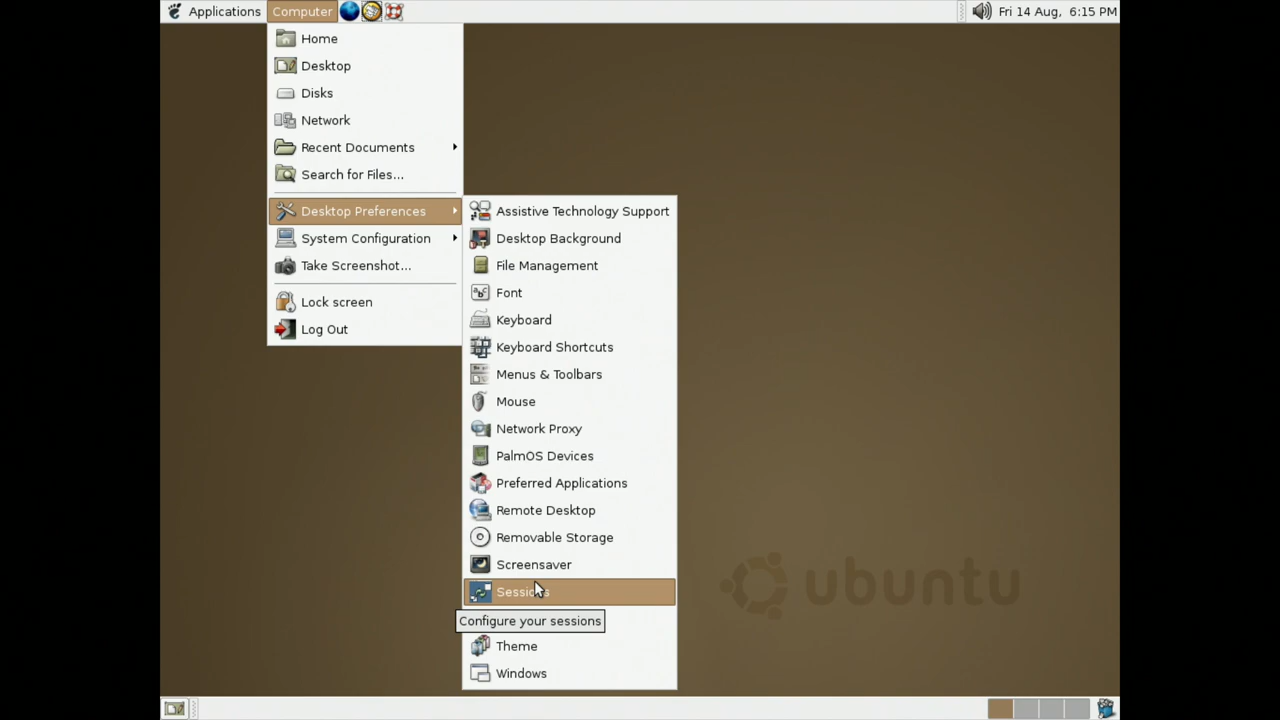 Applications Computer Fri 14 Aug, 6:15 PM
Home
Desktop
Disks
Network
Recent Documents
Search for Files...
Desktop Preferences
System Configuration
Take Screenshot...
Lock screen
Log Out
Assistive Technology Support
Desktop Background
File Management
Font
Keyboard
Keyboard Shortcuts
Menus & Toolbars
Mouse
Network Proxy
PalmOS Devices
Preferred Applications
Remote Desktop
Removable Storage
Screensaver
Sessions
Configure your sessions
Theme
Windows
ubuntu